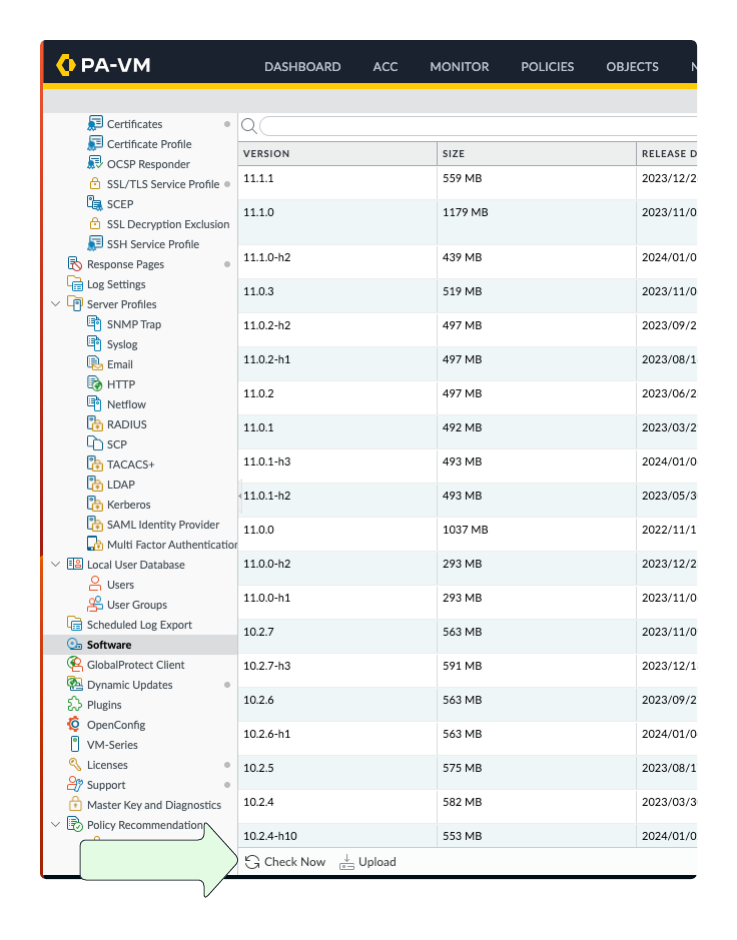 PA-VM
DASHBOARD ACC MONITOR POLICIES OBJECTS
Certificates
Certificate Profile
OCSP Responder
SSL/TLS Service Profile
SCEP
SSL Decryption Exclusion
SSH Service Profile
Response Pages
Log Settings
Server Profiles
SNMP Trap
Syslog
Email
HTTP
Netflow
RADIUS
SCP
TACACS+
LDAP
Kerberos
SAML Identity Provider
Multi Factor Authentication
Local User Database
Users
User Groups
Scheduled Log Export
Software
GlobalProtect Client
Dynamic Updates
Plugins
OpenConfig
VM-Series
Licenses
Support
Master Key and Diagnostics
Policy Recommendation
VERSION SIZE RELEASE D
11.1.1 559 MB 2023/12/2
11.1.0 1179 MB 2023/11/0
11.1.0-h2 439 MB 2024/01/0
11.0.3 519 MB 2023/11/0
11.0.2-h2 497 MB 2023/09/2
11.0.2-h1 497 MB 2023/08/1
11.0.2 497 MB 2023/06/2
11.0.1 492 MB 2023/03/2
11.0.1-h3 493 MB 2024/01/0
11.0.1-h2 493 MB 2023/05/3
11.0.0 1037 MB 2022/11/1
11.0.0-h2 293 MB 2023/12/2
11.0.0-h1 293 MB 2023/11/0
10.2.7 563 MB 2023/11/0
10.2.7-h3 591 MB 2023/12/1
10.2.6 563 MB 2023/09/2
10.2.6-h1 563 MB 2024/01/0
10.2.5 575 MB 2023/08/1
10.2.4 582 MB 2023/03/3
10.2.4-h10 553 MB 2024/01/0
Check Now Upload